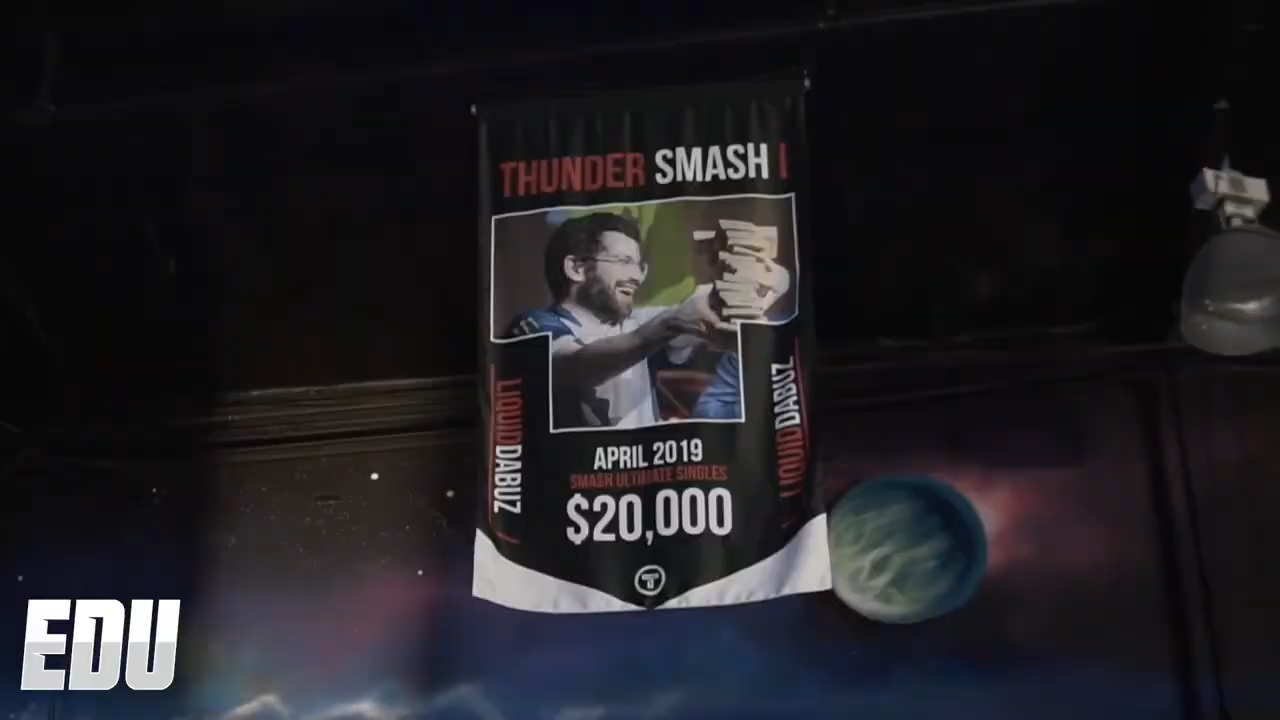 THUNDER SMASH I
LIQUIDDABUZ
LIQUIDDABUZ
APRIL 2019
SMASH ULTIMATE SINGLES
$20,000
T
EDU